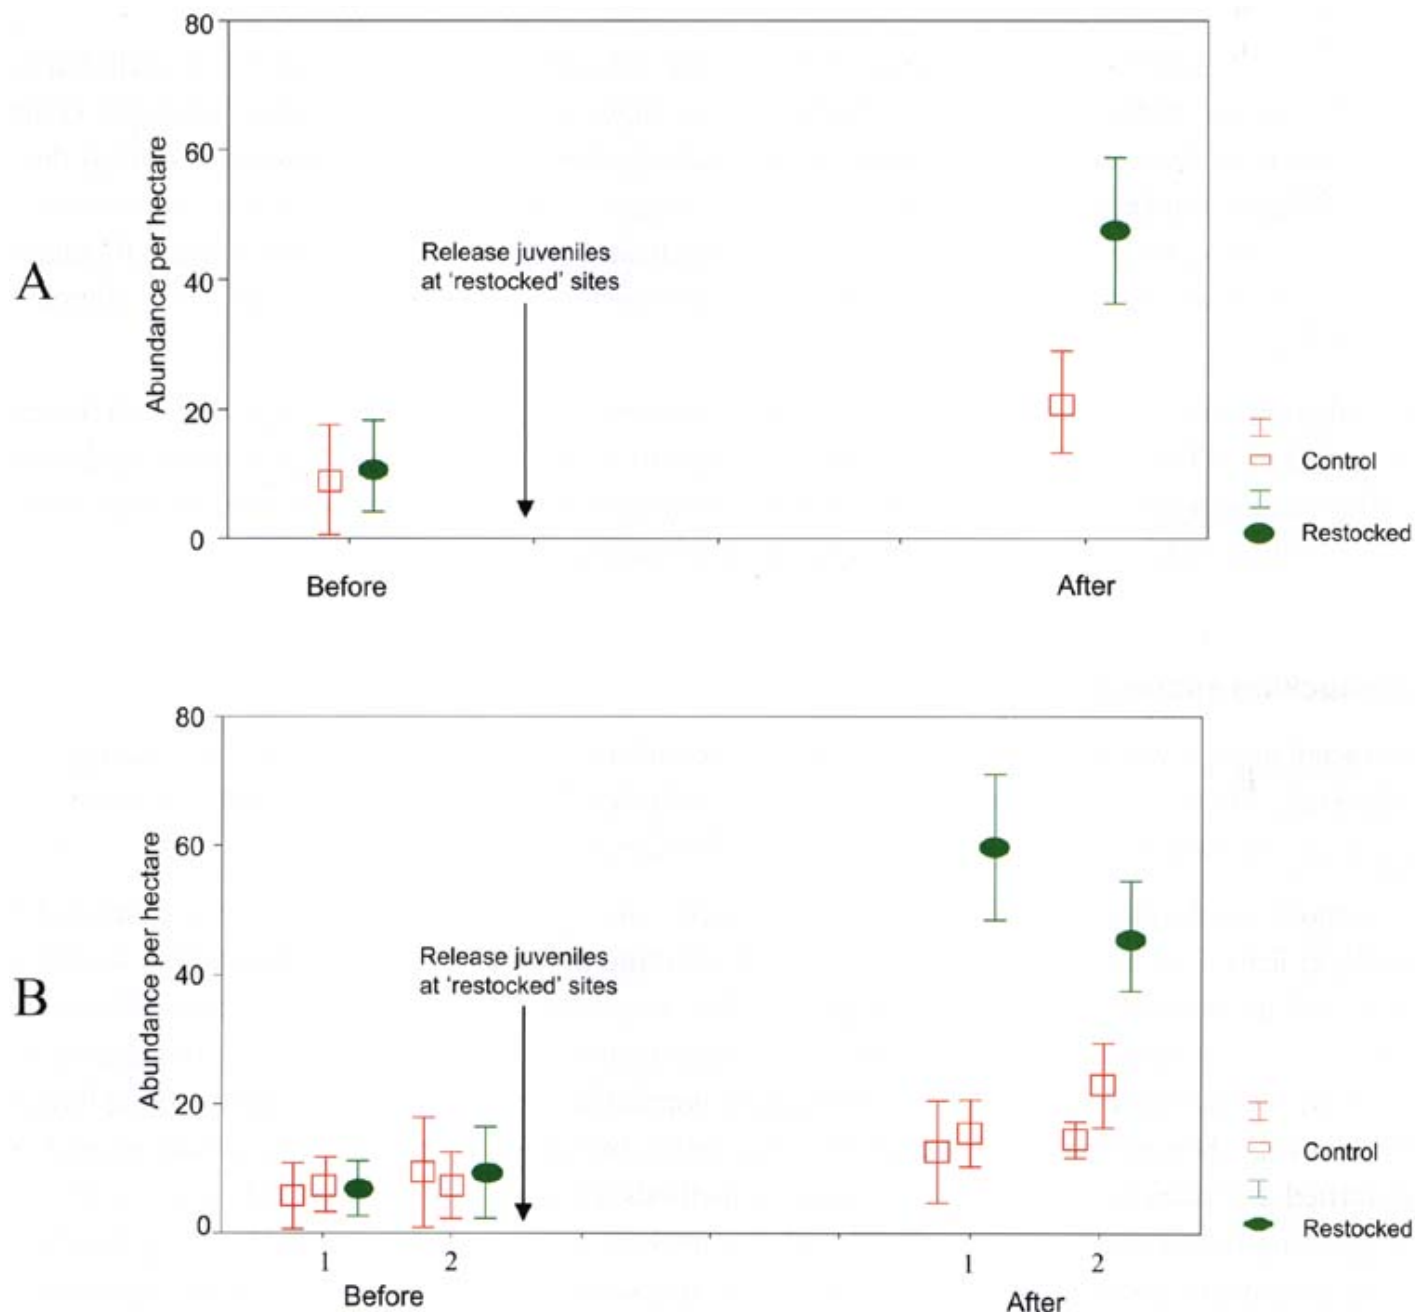 A
Abundance per hectare
80
60
40
20
0
Release juveniles
at 'restocked' sites
Before
After
Control
Restocked
B
Abundance per hectare
80
60
40
20
0
Release juveniles
at 'restocked' sites
1
2
Before
1
2
After
Control
Restocked